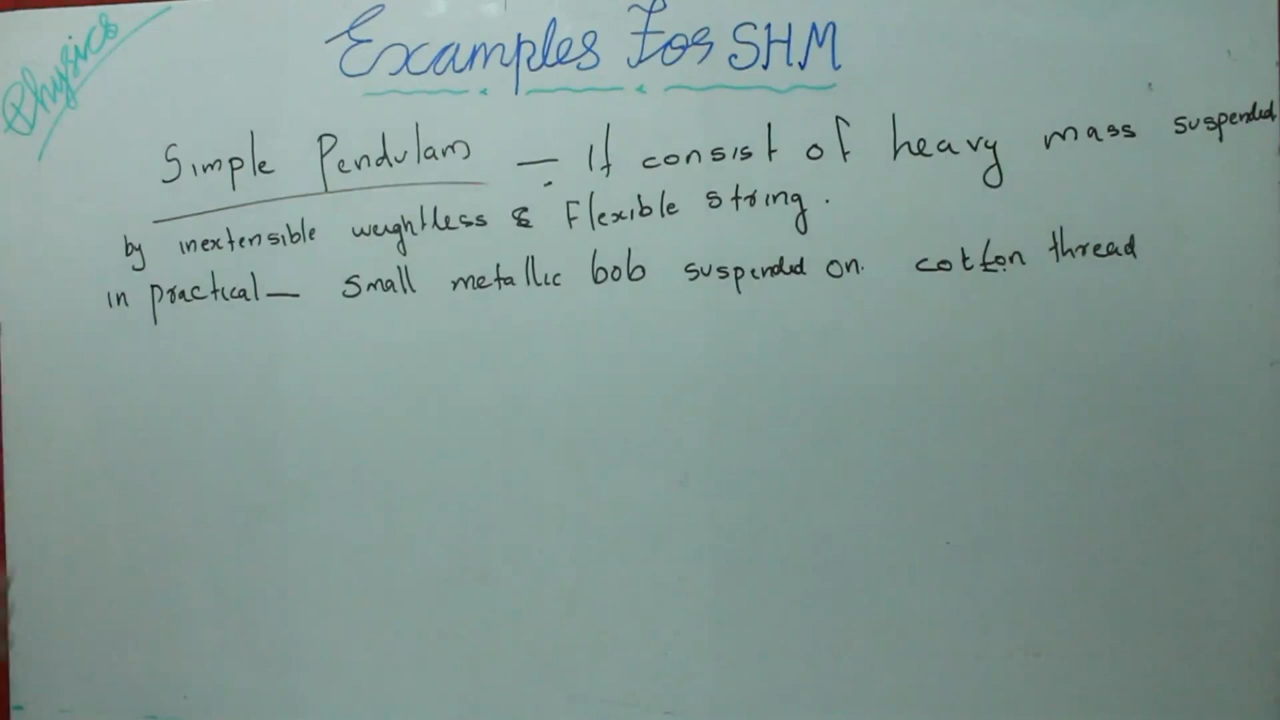 Physics
Examples For SHM
Simple Pendulam — It consist of heavy mass suspended
by inextensible weightless & Flexible string.
in practical — small metallic bob suspended on cotton thread